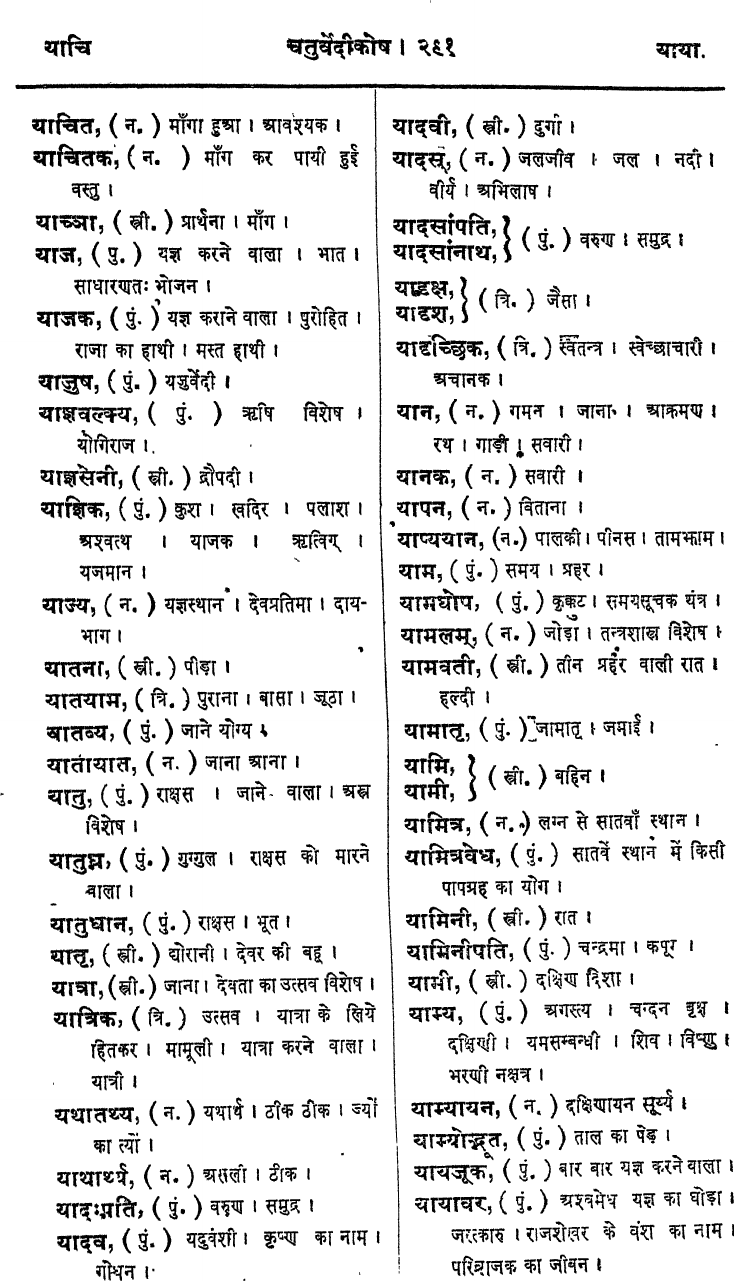 याचि चतुर्वेदीकोष । २९१ याया.
याचित, ( न. ) माँगा हुआ । आवश्यक ।
याचितक, ( न. ) माँग कर पायी हुई
वस्तु ।
याच्ञा, ( स्त्री. ) प्रार्थना । माँग ।
याज, ( पु. ) यज्ञ करने वाला । भात ।
साधारणतः भोजन ।
याजक, ( पुं. ) यज्ञ कराने वाला । पुरोहित ।
राजा का हाथी । मस्त हाथी ।
याजुष, ( पुं. ) यजुर्वेदी ।
याज्ञवल्क्य, ( पुं. ) ऋषि विशेष ।
योगिराज ।
याज्ञसेनी, ( स्त्री. ) द्रौपदी ।
याज्ञिक, ( पुं. ) कुश । खदिर । पलाश ।
अश्वत्थ । याजक । ऋत्विग् ।
यजमान ।
याज्य, ( न. ) यज्ञस्थान । देवप्रतिमा । दाय-
भाग ।
यातना, ( स्त्री. ) पीड़ा ।
यातयाम, ( त्रि. ) पुराना । बासा । जूठा ।
यातव्य, ( पुं. ) जाने योग्य ।
यातायात, ( न. ) जाना आना ।
यातु, ( पुं. ) राक्षस । जाने वाला । अस्त्र
विशेष ।
यातुघ्न, ( पुं. ) गुग्गुल । राक्षस को मारने
वाला ।
यातुधान, ( पुं. ) राक्षस । भूत ।
यातृ, ( स्त्री. ) द्योरानी । देवर की बहू ।
यात्रा, (स्त्री.) जाना । देवता का उत्सव विशेष ।
यात्रिक, ( त्रि. ) उत्सव । यात्रा के लिये
हितकर । मामूली । यात्रा करने वाला ।
यात्री ।
यथातथ्य, ( न. ) यथार्थ । ठीक ठीक । ज्यों
का त्यों ।
याथार्थ्य, ( न. ) असली । ठीक ।
यादःपति, ( पुं. ) वरुण । समुद्र ।
यादव, ( पुं. ) यदुवंशी । कृष्ण का नाम ।
गोधन ।
यादवी, ( स्त्री. ) दुर्गा ।
यादस्, ( न. ) जलजीव । जल । नदी ।
वीर्य । अभिलाष ।
यादसांपति,
यादसांनाथ, } ( पुं. ) वरुण । समुद्र ।
यादृक्ष,
यादृश, } ( त्रि. ) जैसा ।
यादृच्छिक, ( त्रि. ) स्वतन्त्र । स्वेच्छाचारी ।
अचानक ।
यान, ( न. ) गमन । जाना । आक्रमण ।
रथ । गाड़ी । सवारी ।
यानक, ( न. ) सवारी ।
यापन, ( न. ) बिताना ।
याप्ययान, (न.) पालकी । पीनस । तामझाम ।
याम, ( पुं. ) समय । प्रहर ।
यामघोष, ( पुं. ) कुक्कट । समयसूचक यंत्र ।
यामलम्, ( न. ) जोड़ा । तन्त्रशास्त्र विशेष ।
यामवती, ( स्त्री. ) तीन प्रहर वाली रात ।
हल्दी ।
यामातृ, ( पुं. ) जामातृ । जमाई ।
यामि,
यामी, } ( स्त्री. ) बहिन ।
यामित्र, ( न. ) लग्न से सातवाँ स्थान ।
यामित्रवेध, ( पुं. ) सातवें स्थान में किसी
पापग्रह का योग ।
यामिनी, ( स्त्री. ) रात ।
यामिनीपति, ( पुं. ) चन्द्रमा । कपूर ।
यामी, ( स्त्री. ) दक्षिण दिशा ।
याम्य, ( पुं. ) अगस्त्य । चन्दन वृक्ष ।
दक्षिणी । यमसम्बन्धी । शिव । विष्णु ।
भरणी नक्षत्र ।
याम्यायन, ( न. ) दक्षिणायन सूर्य्य ।
याम्योद्भूत, ( पुं. ) ताल का पेड़ ।
यायजूक, ( पुं. ) बार बार यज्ञ करने वाला ।
यायावर, ( पुं. ) अश्वमेध यज्ञ का घोड़ा ।
जरत्कारु । राजशेखर के वंश का नाम ।
परिव्राजक का जीवन ।